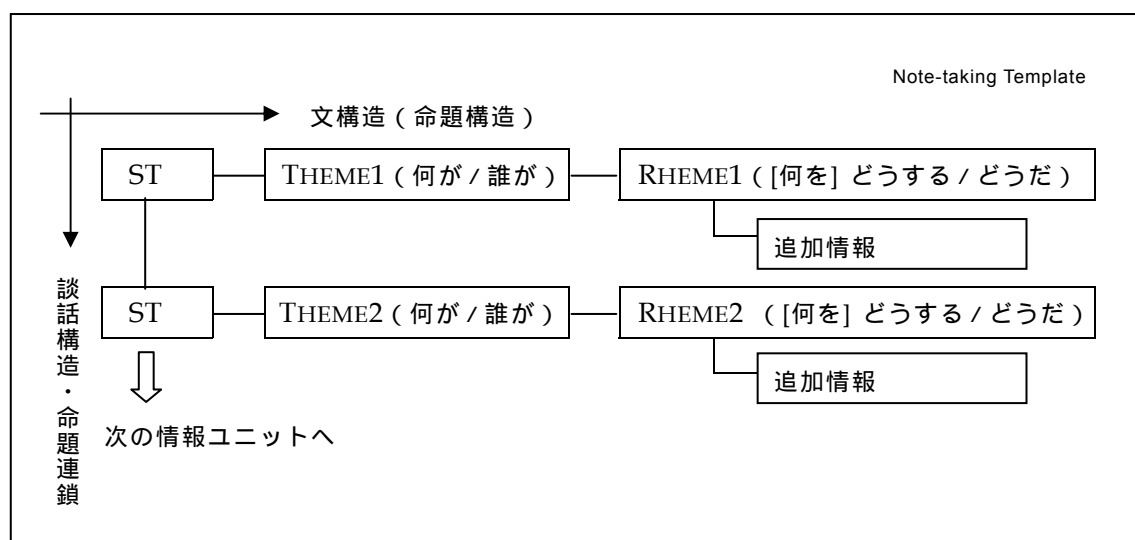 Note-taking Template
文構造（命題構造）
ST
THEME1（何が / 誰が）
RHEME1（[何を] どうする / どうだ）
追加情報
ST
THEME2（何が / 誰が）
RHEME2 （[何を] どうする / どうだ）
追加情報
次の情報ユニットへ
談話構造・命題連鎖